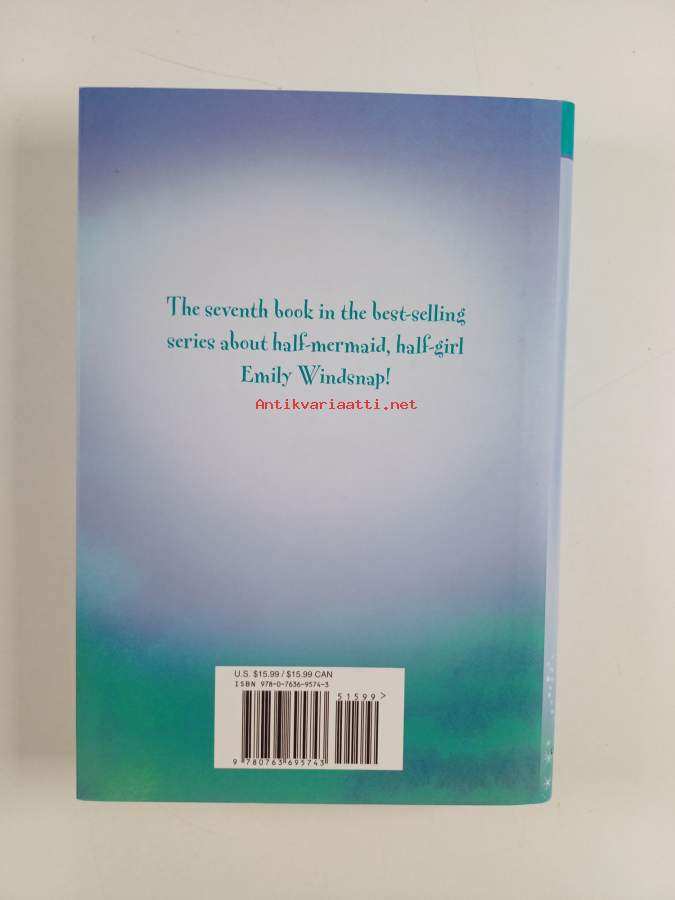 The seventh book in the best-selling
series about half-mermaid, half-girl
Emily Windsnap!
Antikvariaatti.net
U.S. $15.99 / $15.99 CAN
ISBN 978-0-7636-9574-3
51599>
9 780763 695743